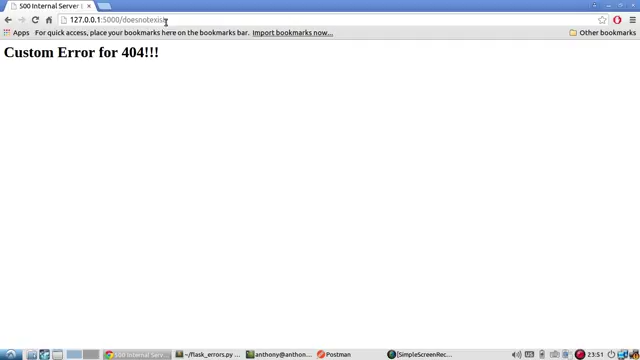 500 Internal Server
127.0.0.1:5000/doesnotexist
Apps For quick access, place your bookmarks here on the bookmarks bar. Import bookmarks now... Other bookmarks
Custom Error for 404!!!
500 Internal Serv... ~/flask_errors.py ... anthony@anthon... Postman [SimpleScreenRec... 23:51